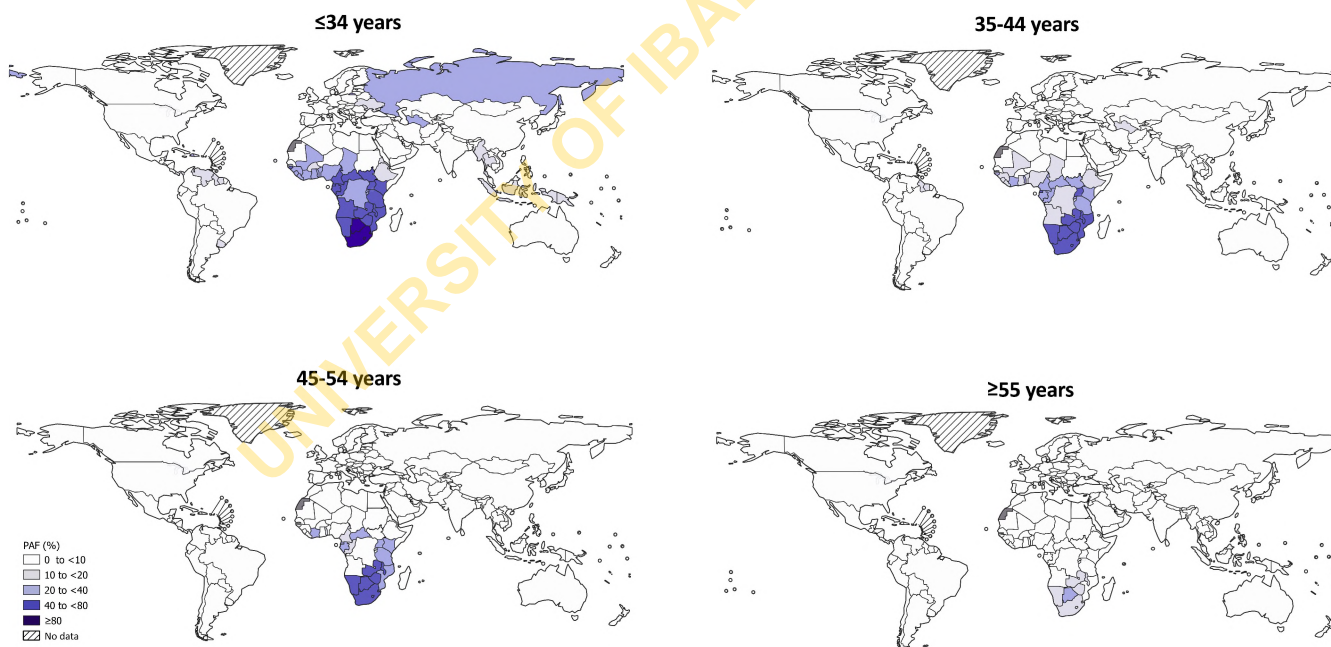 ≤34 years
35-44 years
45-54 years
≥55 years
PAF (%)
0 to <10
10 to <20
20 to <40
40 to <80
≥80
No data
UNIVERSITY OF IBA